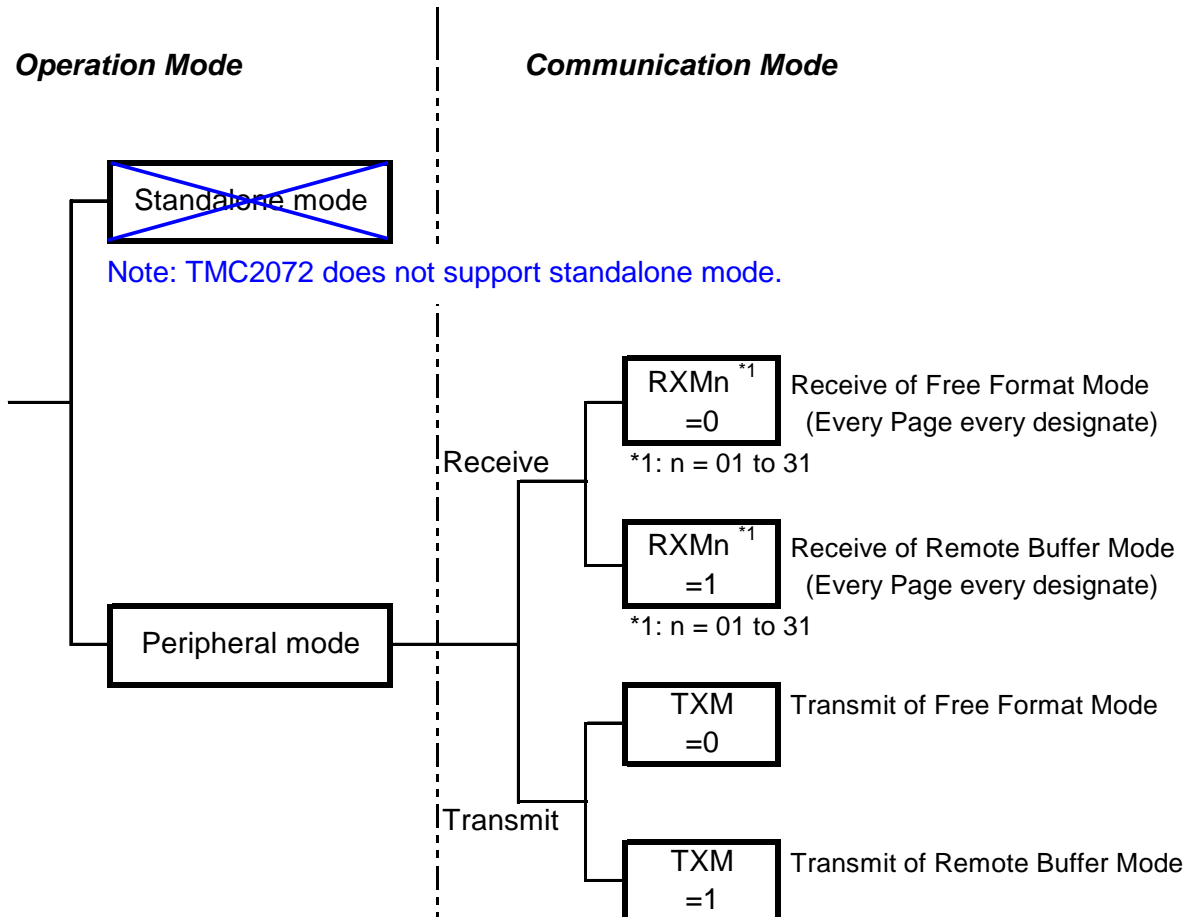 Operation Mode
Communication Mode
Standalone mode
Note: TMC2072 does not support standalone mode.
RXMn *1
=0
Receive of Free Format Mode
(Every Page every designate)
*1: n = 01 to 31
Receive
RXMn *1
=1
Receive of Remote Buffer Mode
(Every Page every designate)
*1: n = 01 to 31
Peripheral mode
TXM
=0
Transmit of Free Format Mode
Transmit
TXM
=1
Transmit of Remote Buffer Mode